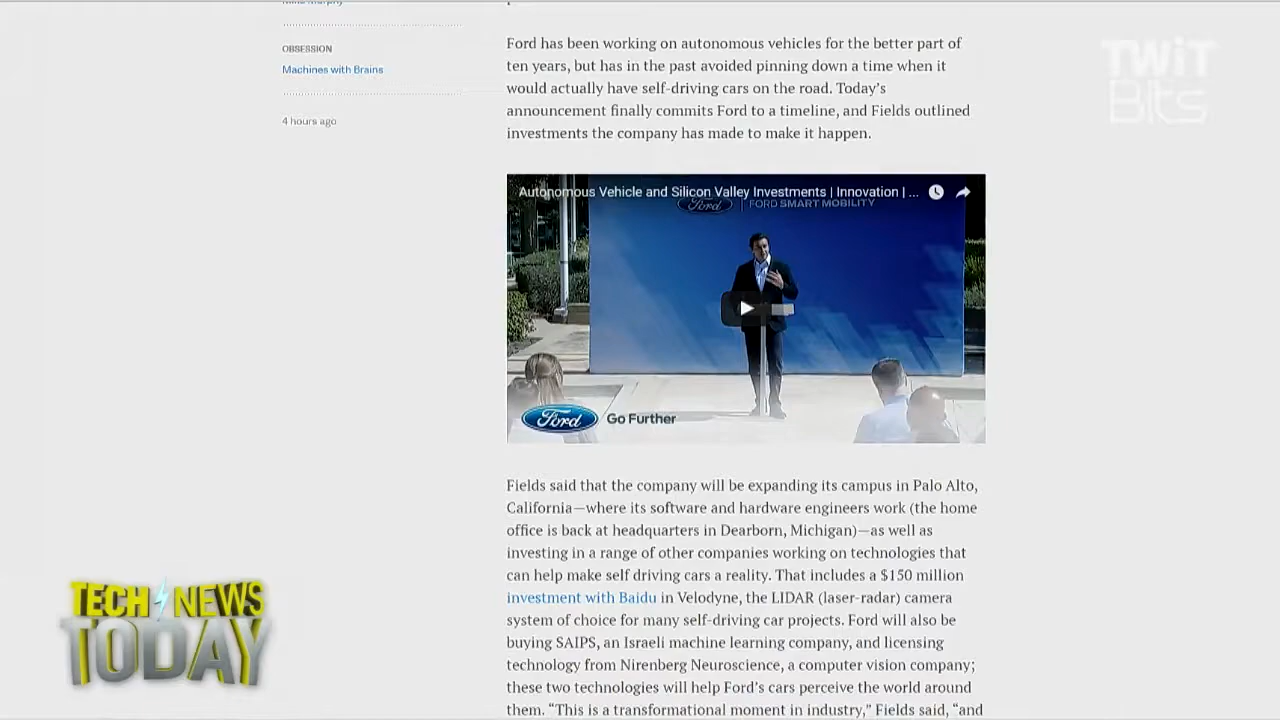 OBSESSION
Machines with Brains
4 hours ago
Ford has been working on autonomous vehicles for the better part of
ten years, but has in the past avoided pinning down a time when it
would actually have self-driving cars on the road. Today's
announcement finally commits Ford to a timeline, and Fields outlined
investments the company has made to make it happen.
TWiT
Bits
Autonomous Vehicle and Silicon Valley Investments | Innovation | ...
Ford | FORD SMART MOBILITY
Ford Go Further
Fields said that the company will be expanding its campus in Palo Alto,
California—where its software and hardware engineers work (the home
office is back at headquarters in Dearborn, Michigan)—as well as
investing in a range of other companies working on technologies that
can help make self driving cars a reality. That includes a $150 million
investment with Baidu in Velodyne, the LIDAR (laser-radar) camera
system of choice for many self-driving car projects. Ford will also be
buying SAIPS, an Israeli machine learning company, and licensing
technology from Nirenberg Neuroscience, a computer vision company;
these two technologies will help Ford's cars perceive the world around
them. “This is a transformational moment in industry,” Fields said, “and
TECH NEWS
TODAY